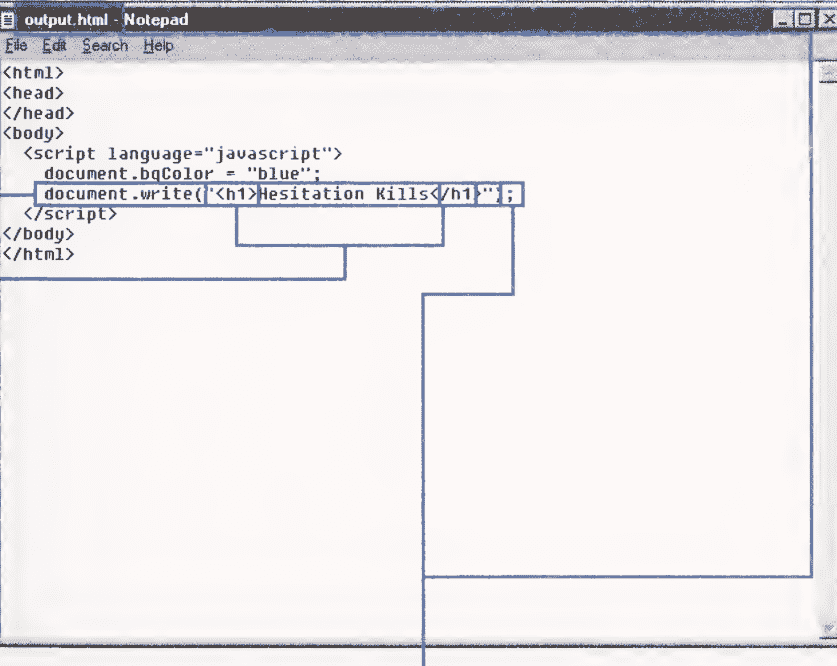 output.html - Notepad
File Edit Search Help
<html>
<head>
</head>
<body>
<script language="javascript">
document.bgColor = "blue";
document.write("<h1>Hesitation Kills</h1>");
</script>
</body>
</html>